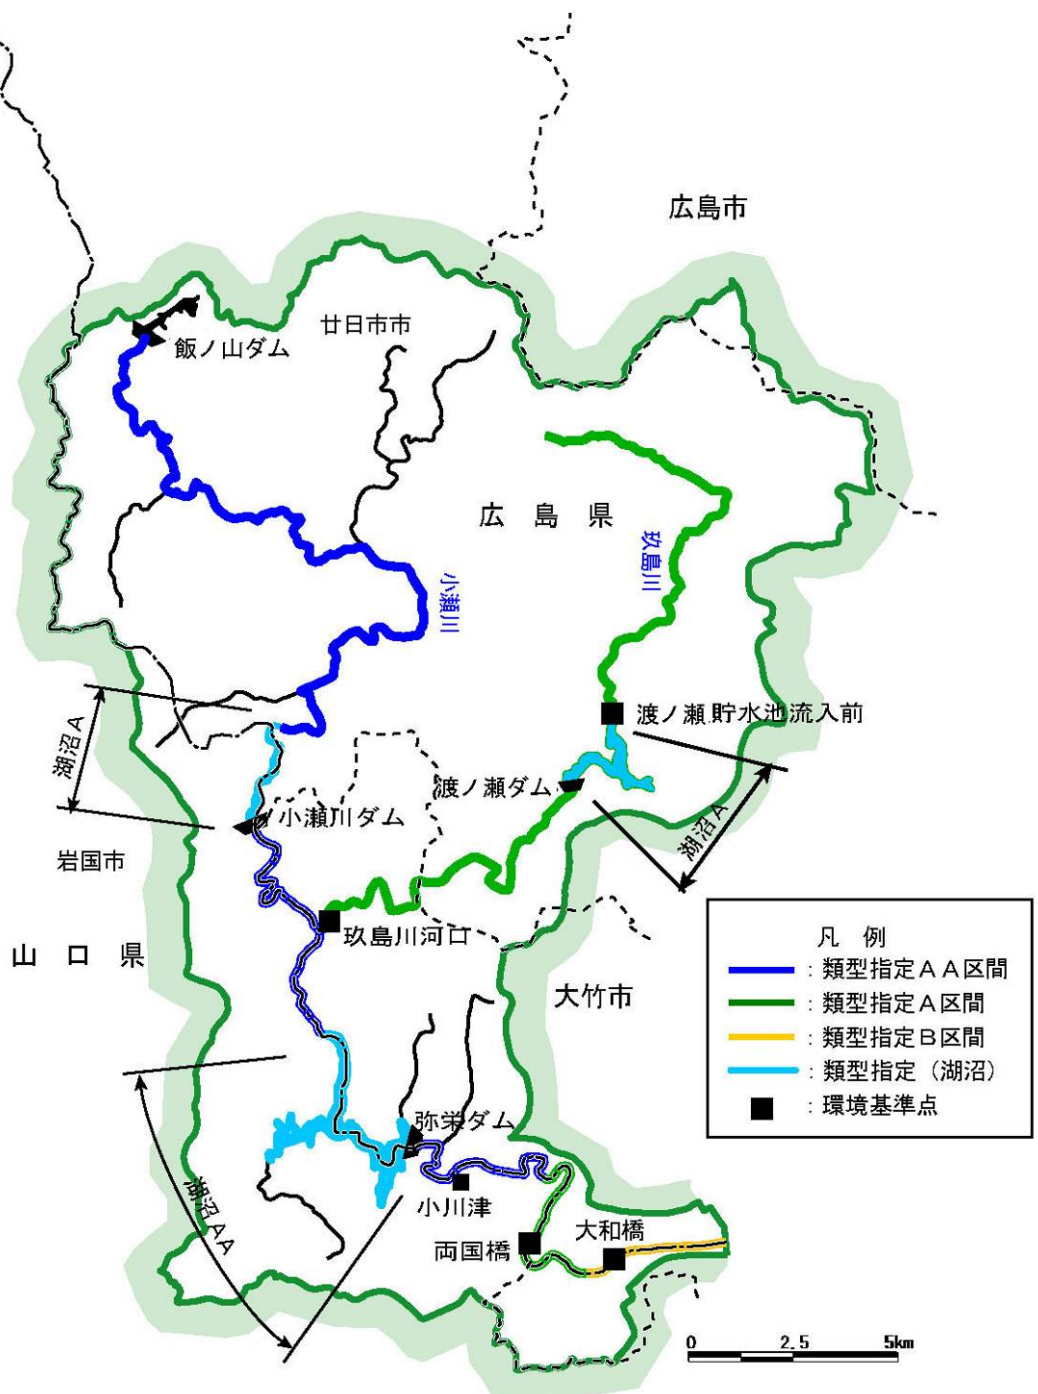 広島市
廿日市市
飯ノ山ダム
広島県
玖島川
小瀬川
湖沼A
渡ノ瀬貯水池流入前
渡ノ瀬ダム
小瀬川ダム
湖沼A
岩国市
玖島川河口
山口県
大竹市
凡例
：類型指定AA区間
：類型指定A区間
：類型指定B区間
：類型指定（湖沼）
：環境基準点
弥栄ダム
湖沼AA
小川津
大和橋
両国橋
0 2.5 5km